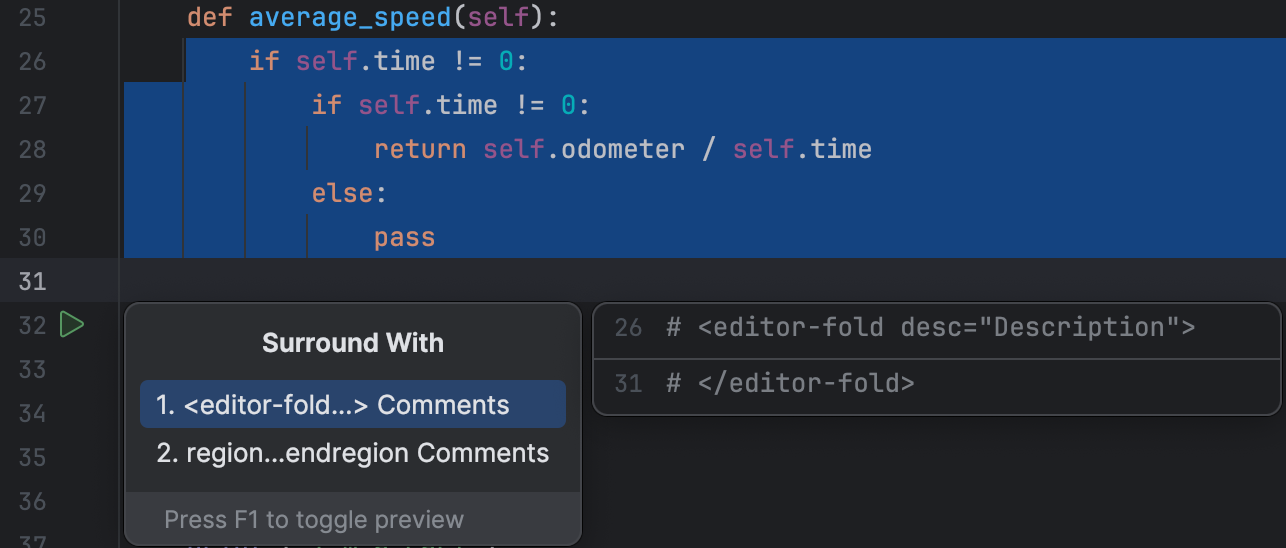 25 def average_speed(self):
26 if self.time != 0:
27 if self.time != 0:
28 return self.odometer / self.time
29 else:
30 pass
31
32
33
34
35
36
37
Surround With
1. <editor-fold...> Comments
2. region...endregion Comments
Press F1 to toggle preview
26 # <editor-fold desc="Description">
31 # </editor-fold>